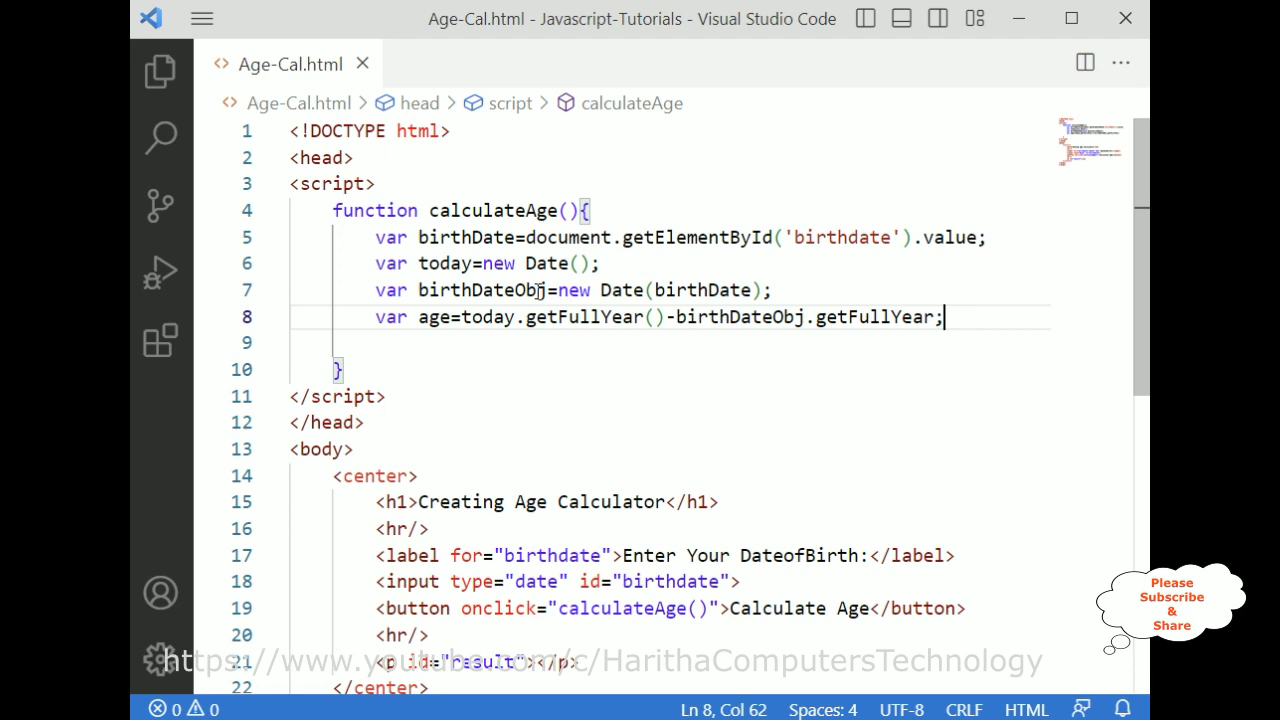 Age-Cal.html - Javascript-Tutorials - Visual Studio Code
Age-Cal.html
Age-Cal.html > head > script > calculateAge
1 <!DOCTYPE html>
2 <head>
3 <script>
4 function calculateAge(){
5 var birthDate=document.getElementById('birthdate').value;
6 var today=new Date();
7 var birthDateObj=new Date(birthDate);
8 var age=today.getFullYear()-birthDateObj.getFullYear;
9
10 }
11 </script>
12 </head>
13 <body>
14 <center>
15 <h1>Creating Age Calculator</h1>
16 <hr/>
17 <label for="birthdate">Enter Your DateofBirth:</label>
18 <input type="date" id="birthdate">
19 <button onclick="calculateAge()">Calculate Age</button>
20 <hr/>
21 <p id="result"></p>
22 </center>
Please
Subscribe
&
Share
https://www.youtube.com/c/HarithaComputersTechnology
0 0 Ln 8, Col 62 Spaces: 4 UTF-8 CRLF HTML